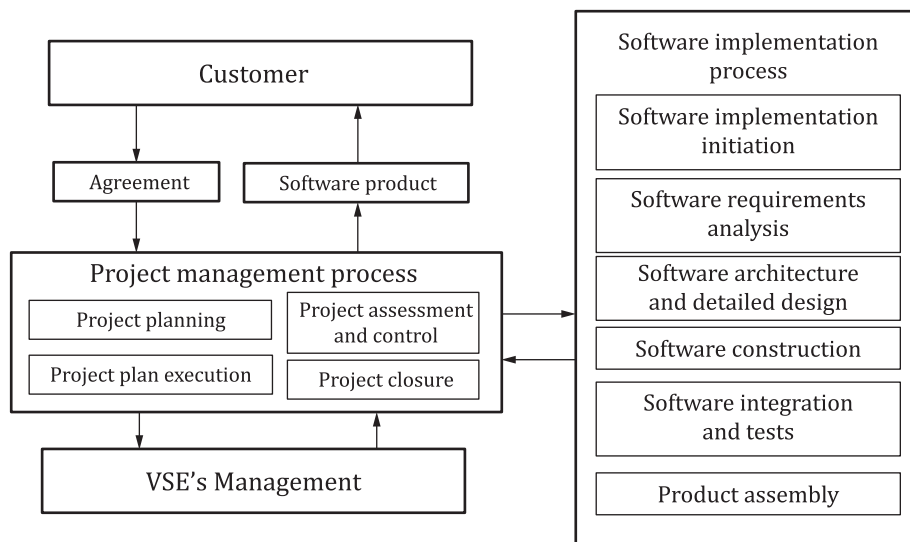 Customer
Agreement
Software product
Project management process
Project planning
Project assessment
and control
Project plan execution
Project closure
VSE’s Management
Software implementation
process
Software implementation
initiation
Software requirements
analysis
Software architecture
and detailed design
Software construction
Software integration
and tests
Product assembly